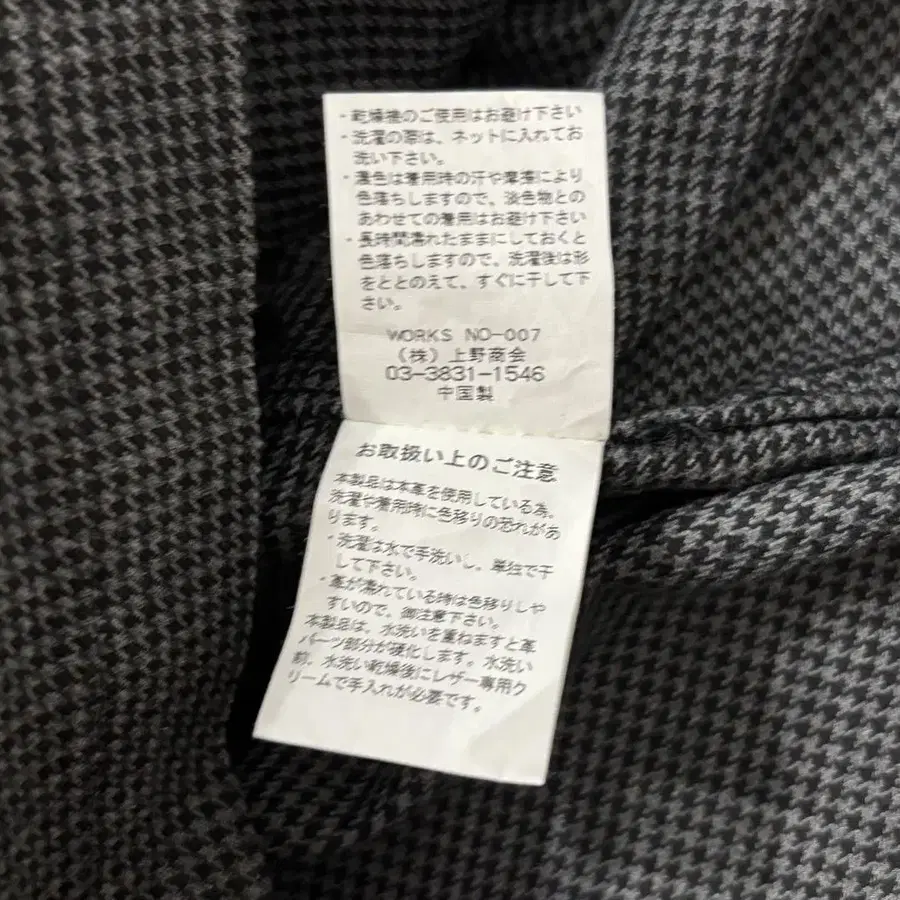 ・乾燥機のご使用はお避け下さい
・洗濯の際は、ネットに入れてお
洗い下さい。
・濃色は着用時の汗や摩擦により
色落ちしますので、淡色物との
あわせての着用はお避け下さい
・長時間濡れたままにしておくと
色落ちしますので、洗濯後は形
をととのえて、すぐに干して下
さい。
WORKS NO-007
(株)上野商会
03-3831-1546
中国製
お取扱い上のご注意
本製品は本革を使用している為、
洗濯や着用時に色移りの恐れがあ
ります。
・洗濯は水で手洗いし、単独で干
して下さい。
・革が濡れている時は色移りしや
すいので、御注意下さい。
本製品は、水洗いを重ねますと革
パーツ部分が硬化します。水洗い
前、水洗い乾燥後にレザー専用ク
リームで手入れが必要です。